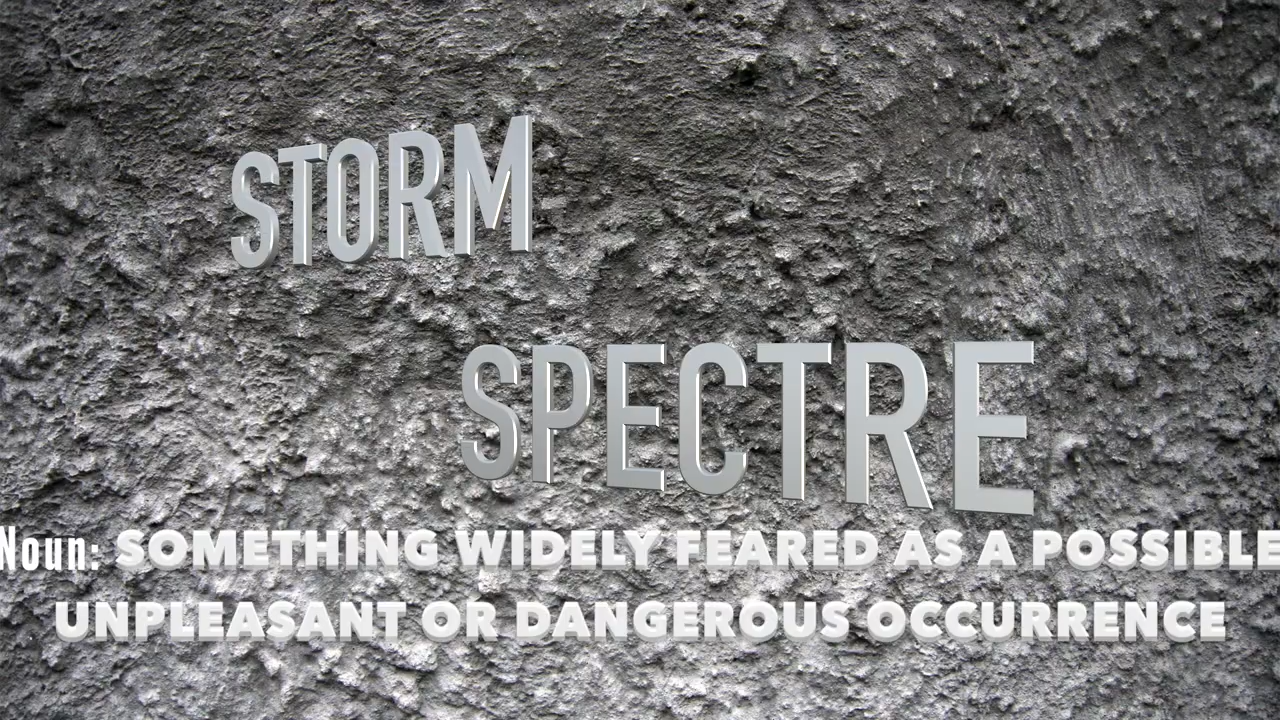 STORM
SPECTRE
Noun: SOMETHING WIDELY FEARED AS A POSSIBLE
UNPLEASANT OR DANGEROUS OCCURRENCE